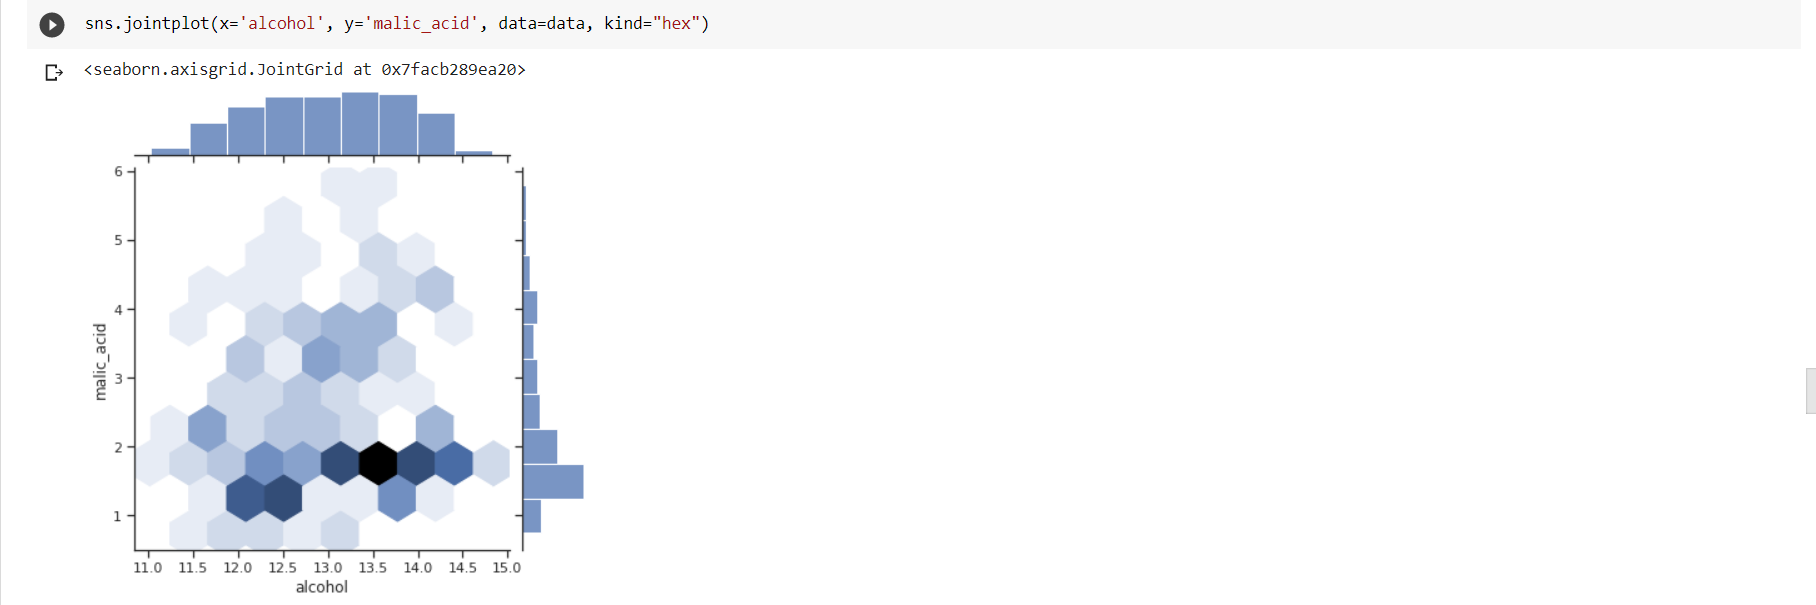 sns.jointplot(x='alcohol', y='malic_acid', data=data, kind="hex")
<seaborn.axisgrid.JointGrid at 0x7facb289ea20>
6
5
4
3
2
1
malic_acid
11.0 11.5 12.0 12.5 13.0 13.5 14.0 14.5 15.0
alcohol